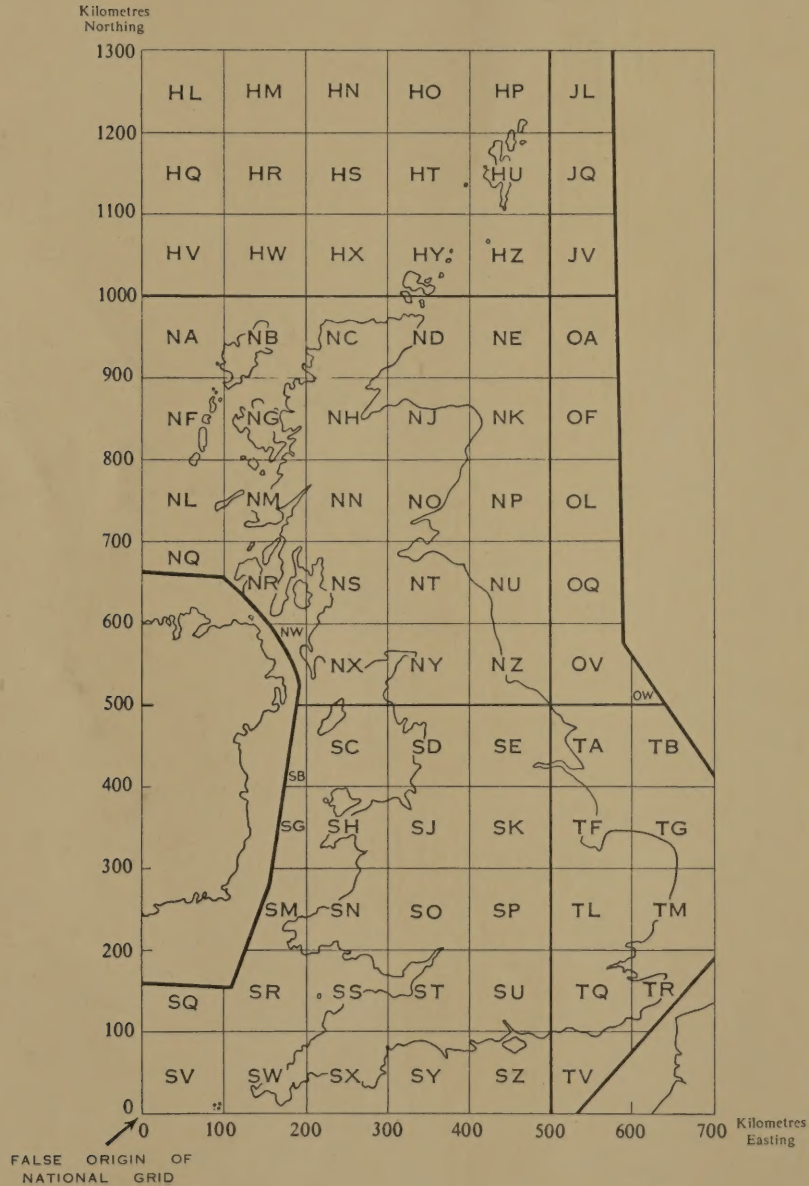 Kilometres
Northing
1300
HL HM HN HO HP JL
1200
HQ HR HS HT HU JQ
1100
HV HW HX HY HZ JV
1000
NA NB NC ND NE OA
900
NF NG NH NJ NK OF
800
NL NM NN NO NP OL
700
NQ
NR NS NT NU OQ
600
NW
NX NY NZ OV
OW
500
SC SD SE TA TB
SB
400
SG SH SJ SK TF TG
300
SM SN SO SP TL TM
200
SQ SR SS ST SU TQ TR
100
SV SW SX SY SZ TV
0
0 100 200 300 400 500 600 700 Kilometres
Easting
FALSE ORIGIN OF
NATIONAL GRID